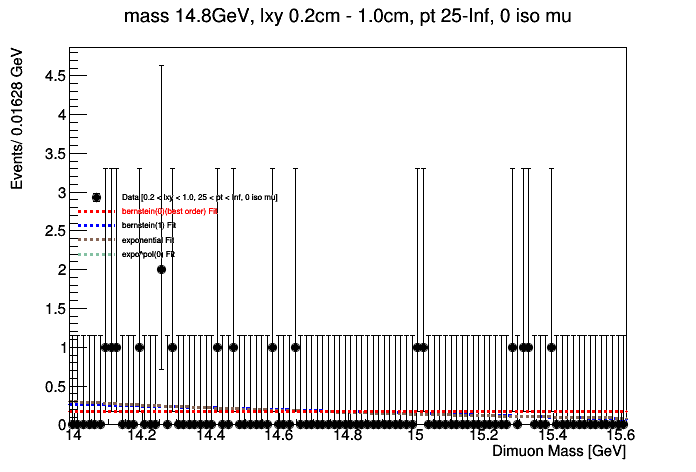 mass 14.8GeV, lxy 0.2cm - 1.0cm, pt 25-Inf, 0 iso mu
Events/ 0.01628 GeV
4.5
4
3.5
3
2.5
2
1.5
1
0.5
0
Data [0.2 < lxy < 1.0, 25 < pt < Inf, 0 iso mu]
bernstein(0)(best order) Fit
bernstein(1) Fit
exponential Fit
expo*pol(0) Fit
14 14.2 14.4 14.6 14.8 15 15.2 15.4 15.6
Dimuon Mass [GeV]